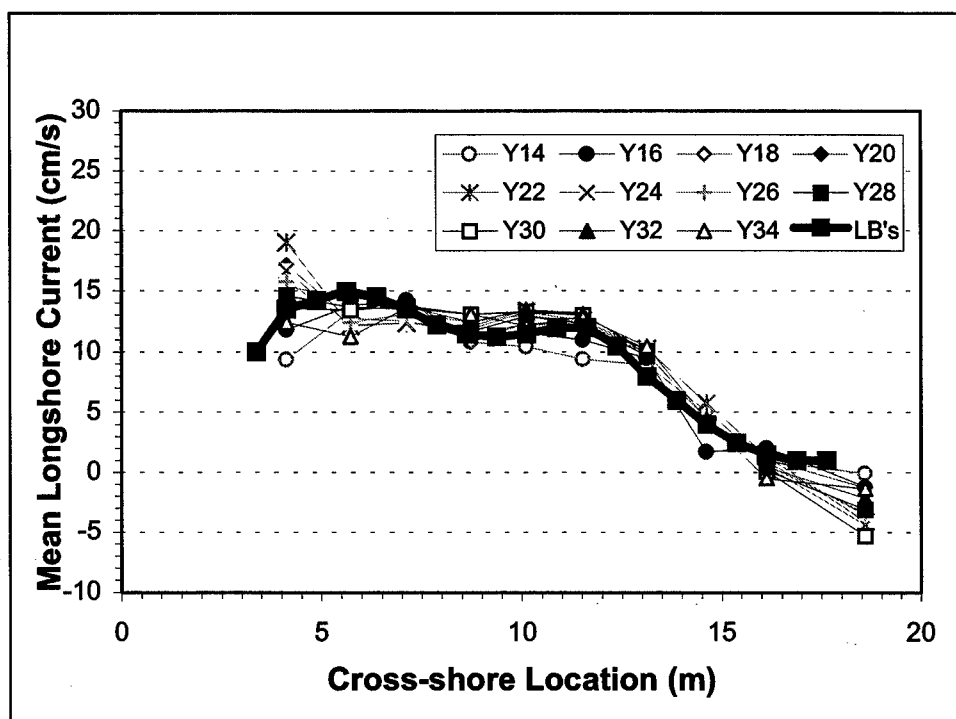 Mean Longshore Current (cm/s)
30
25
20
15
10
5
0
-5
-10
Y14 Y16 Y18 Y20
Y22 Y24 Y26 Y28
Y30 Y32 Y34 LB's
0 5 10 15 20
Cross-shore Location (m)